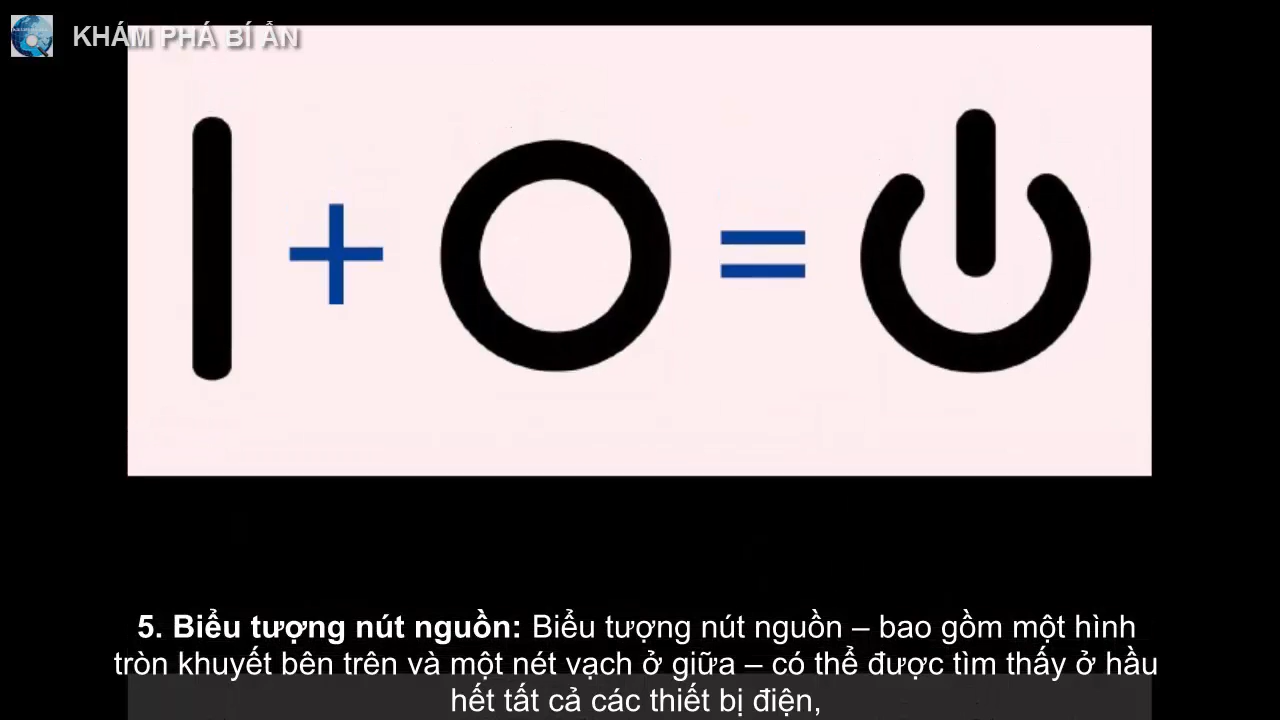 KHÁM PHÁ BÍ ẨN
I + O =
5. Biểu tượng nút nguồn: Biểu tượng nút nguồn – bao gồm một hình
tròn khuyết bên trên và một nét vạch ở giữa – có thể được tìm thấy ở hầu
hết tất cả các thiết bị điện,